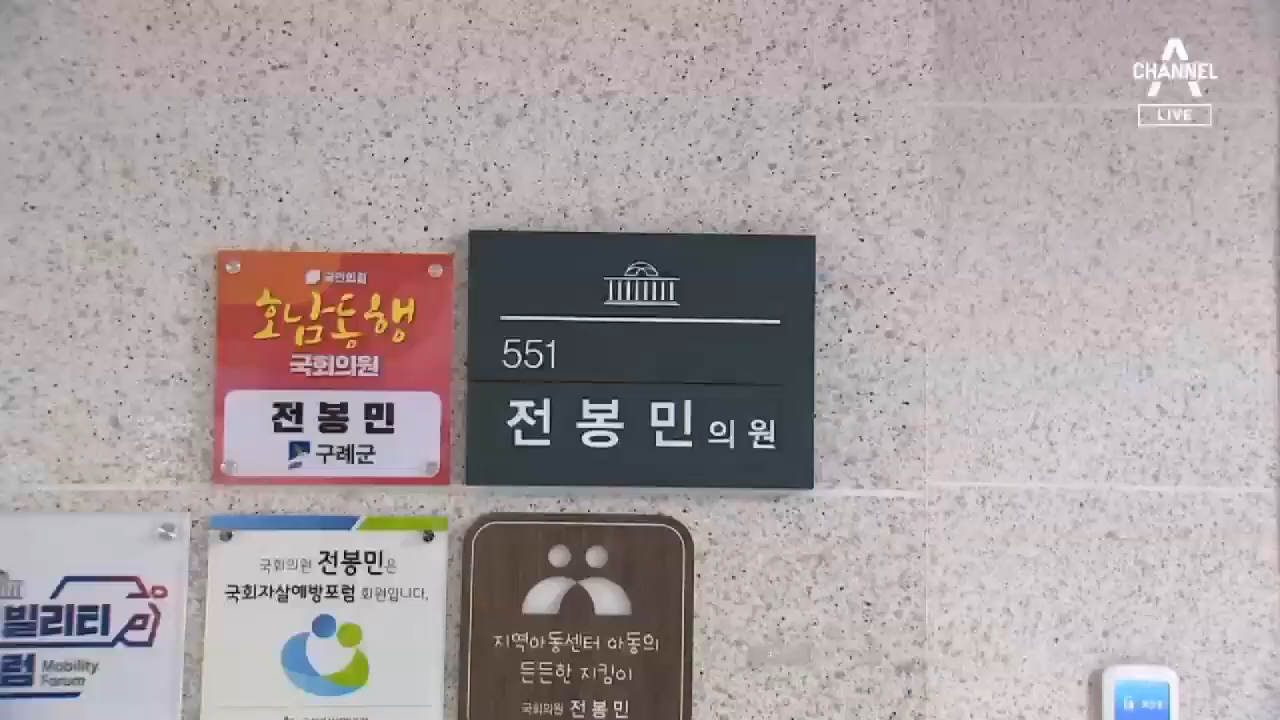 CHANNEL A
LIVE
국민의힘
호남동행
국회의원
전봉민
구례군
551
전봉민의원
빌리티
럼
Mobility
Forum
국회의원 전봉민은
국회자살예방포럼 회원입니다.
지역아동센터 아동의
든든한 지킴이
국회의원 전봉민